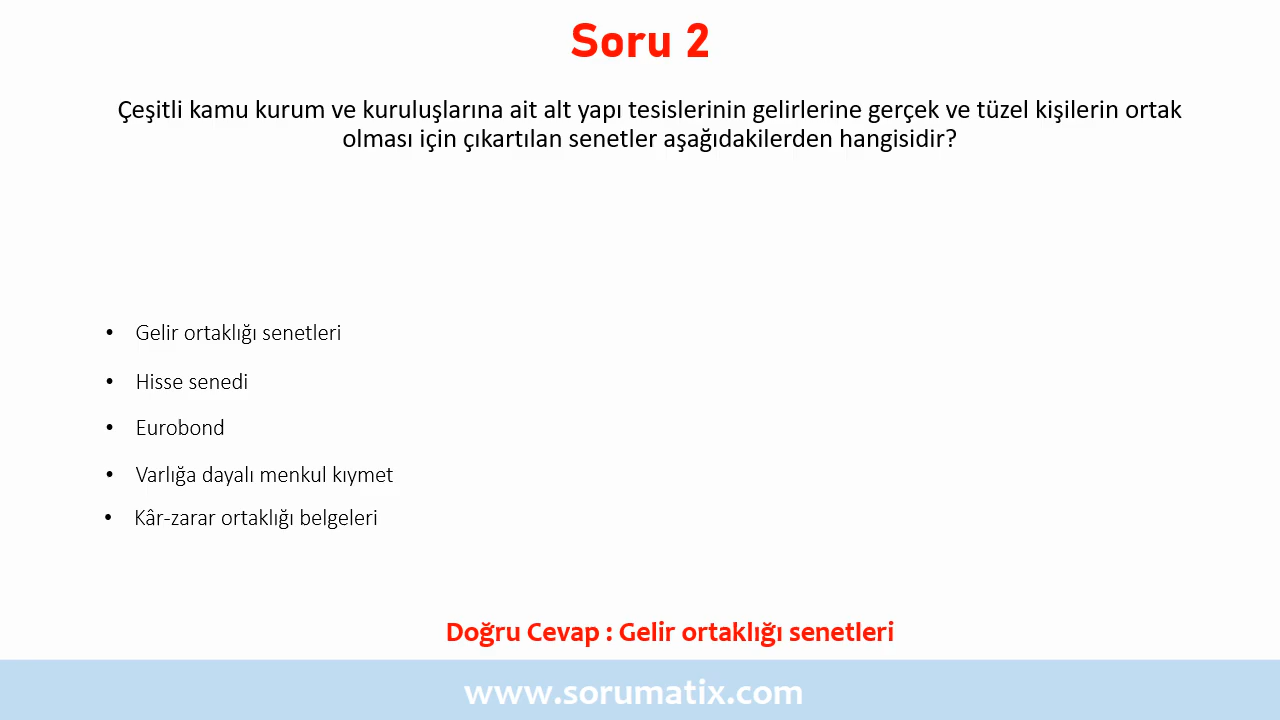 Soru 2
Çeşitli kamu kurum ve kuruluşlarına ait alt yapı tesislerinin gelirlerine gerçek ve tüzel kişilerin ortak
olması için çıkartılan senetler aşağıdakilerden hangisidir?
• Gelir ortaklığı senetleri
• Hisse senedi
• Eurobond
• Varlığa dayalı menkul kıymet
• Kâr-zarar ortaklığı belgeleri
Doğru Cevap : Gelir ortaklığı senetleri
www.sorumatix.com